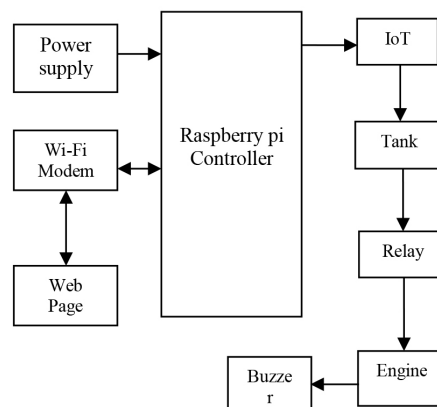 Power
supply
Wi-Fi
Modem
Web
Page
Raspberry pi
Controller
IoT
Tank
Relay
Engine
Buzze
r